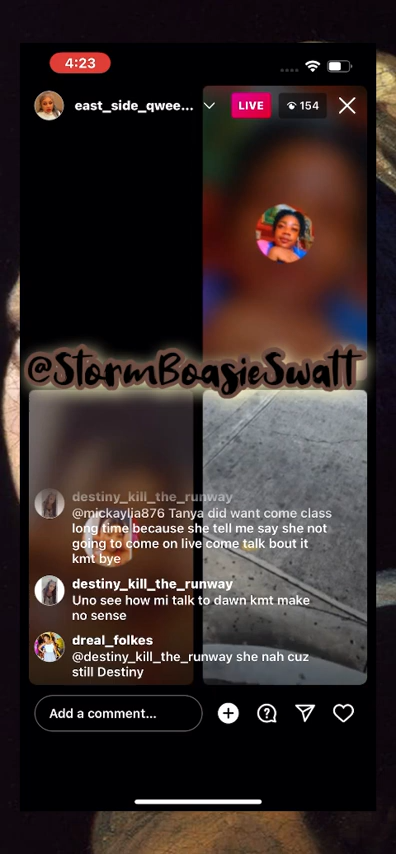 4:23
east_side_qwee...
LIVE
154
@StormBoasieSwatt
destiny_kill_the_runway
@mickaylia876 Tanya did want come class
long time because she tell me say she not
going to come on live come talk bout it
kmt bye
destiny_kill_the_runway
Uno see how mi talk to dawn kmt make
no sense
dreal_folkes
@destiny_kill_the_runway she nah cuz
still Destiny
Add a comment...